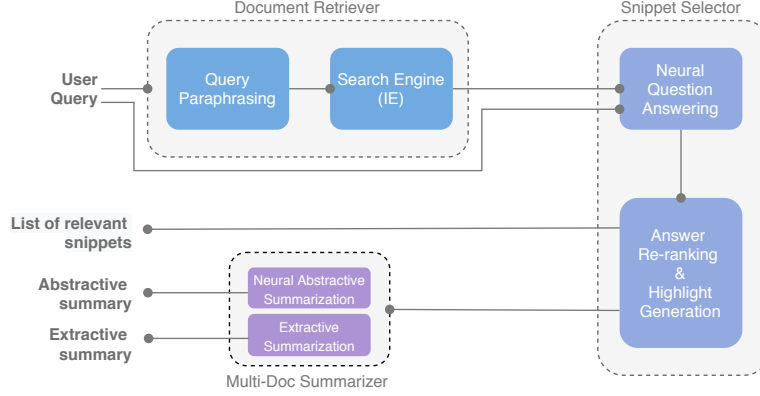 Document Retriever
Snippet Selector
User
Query
Query
Paraphrasing
Search Engine
(IE)
Neural
Question
Answering
List of relevant
snippets
Answer
Re-ranking
&
Highlight
Generation
Abstractive
summary
Neural Abstractive
Summarization
Extractive
summary
Extractive
Summarization
Multi-Doc Summarizer